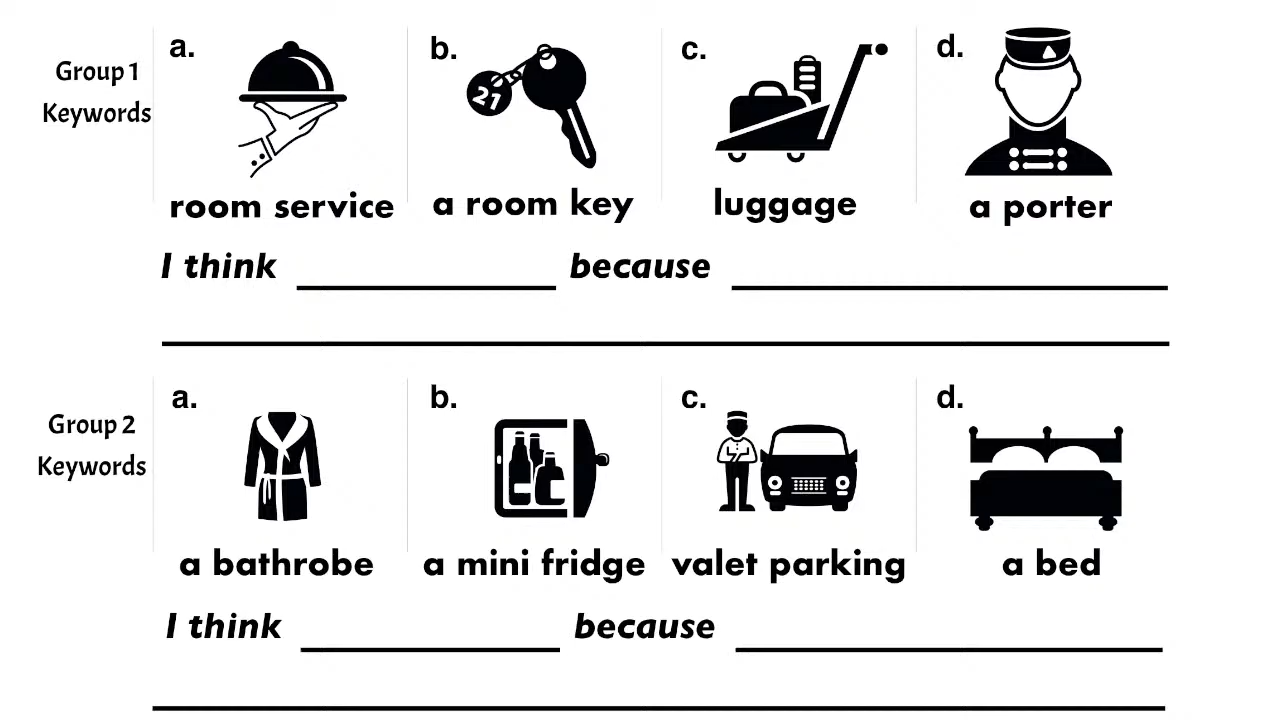 Group 1
Keywords
a. b. c. d.
21
room service a room key luggage a porter
I think because
Group 2
Keywords
a. b. c. d.
a bathrobe a mini fridge valet parking a bed
I think because